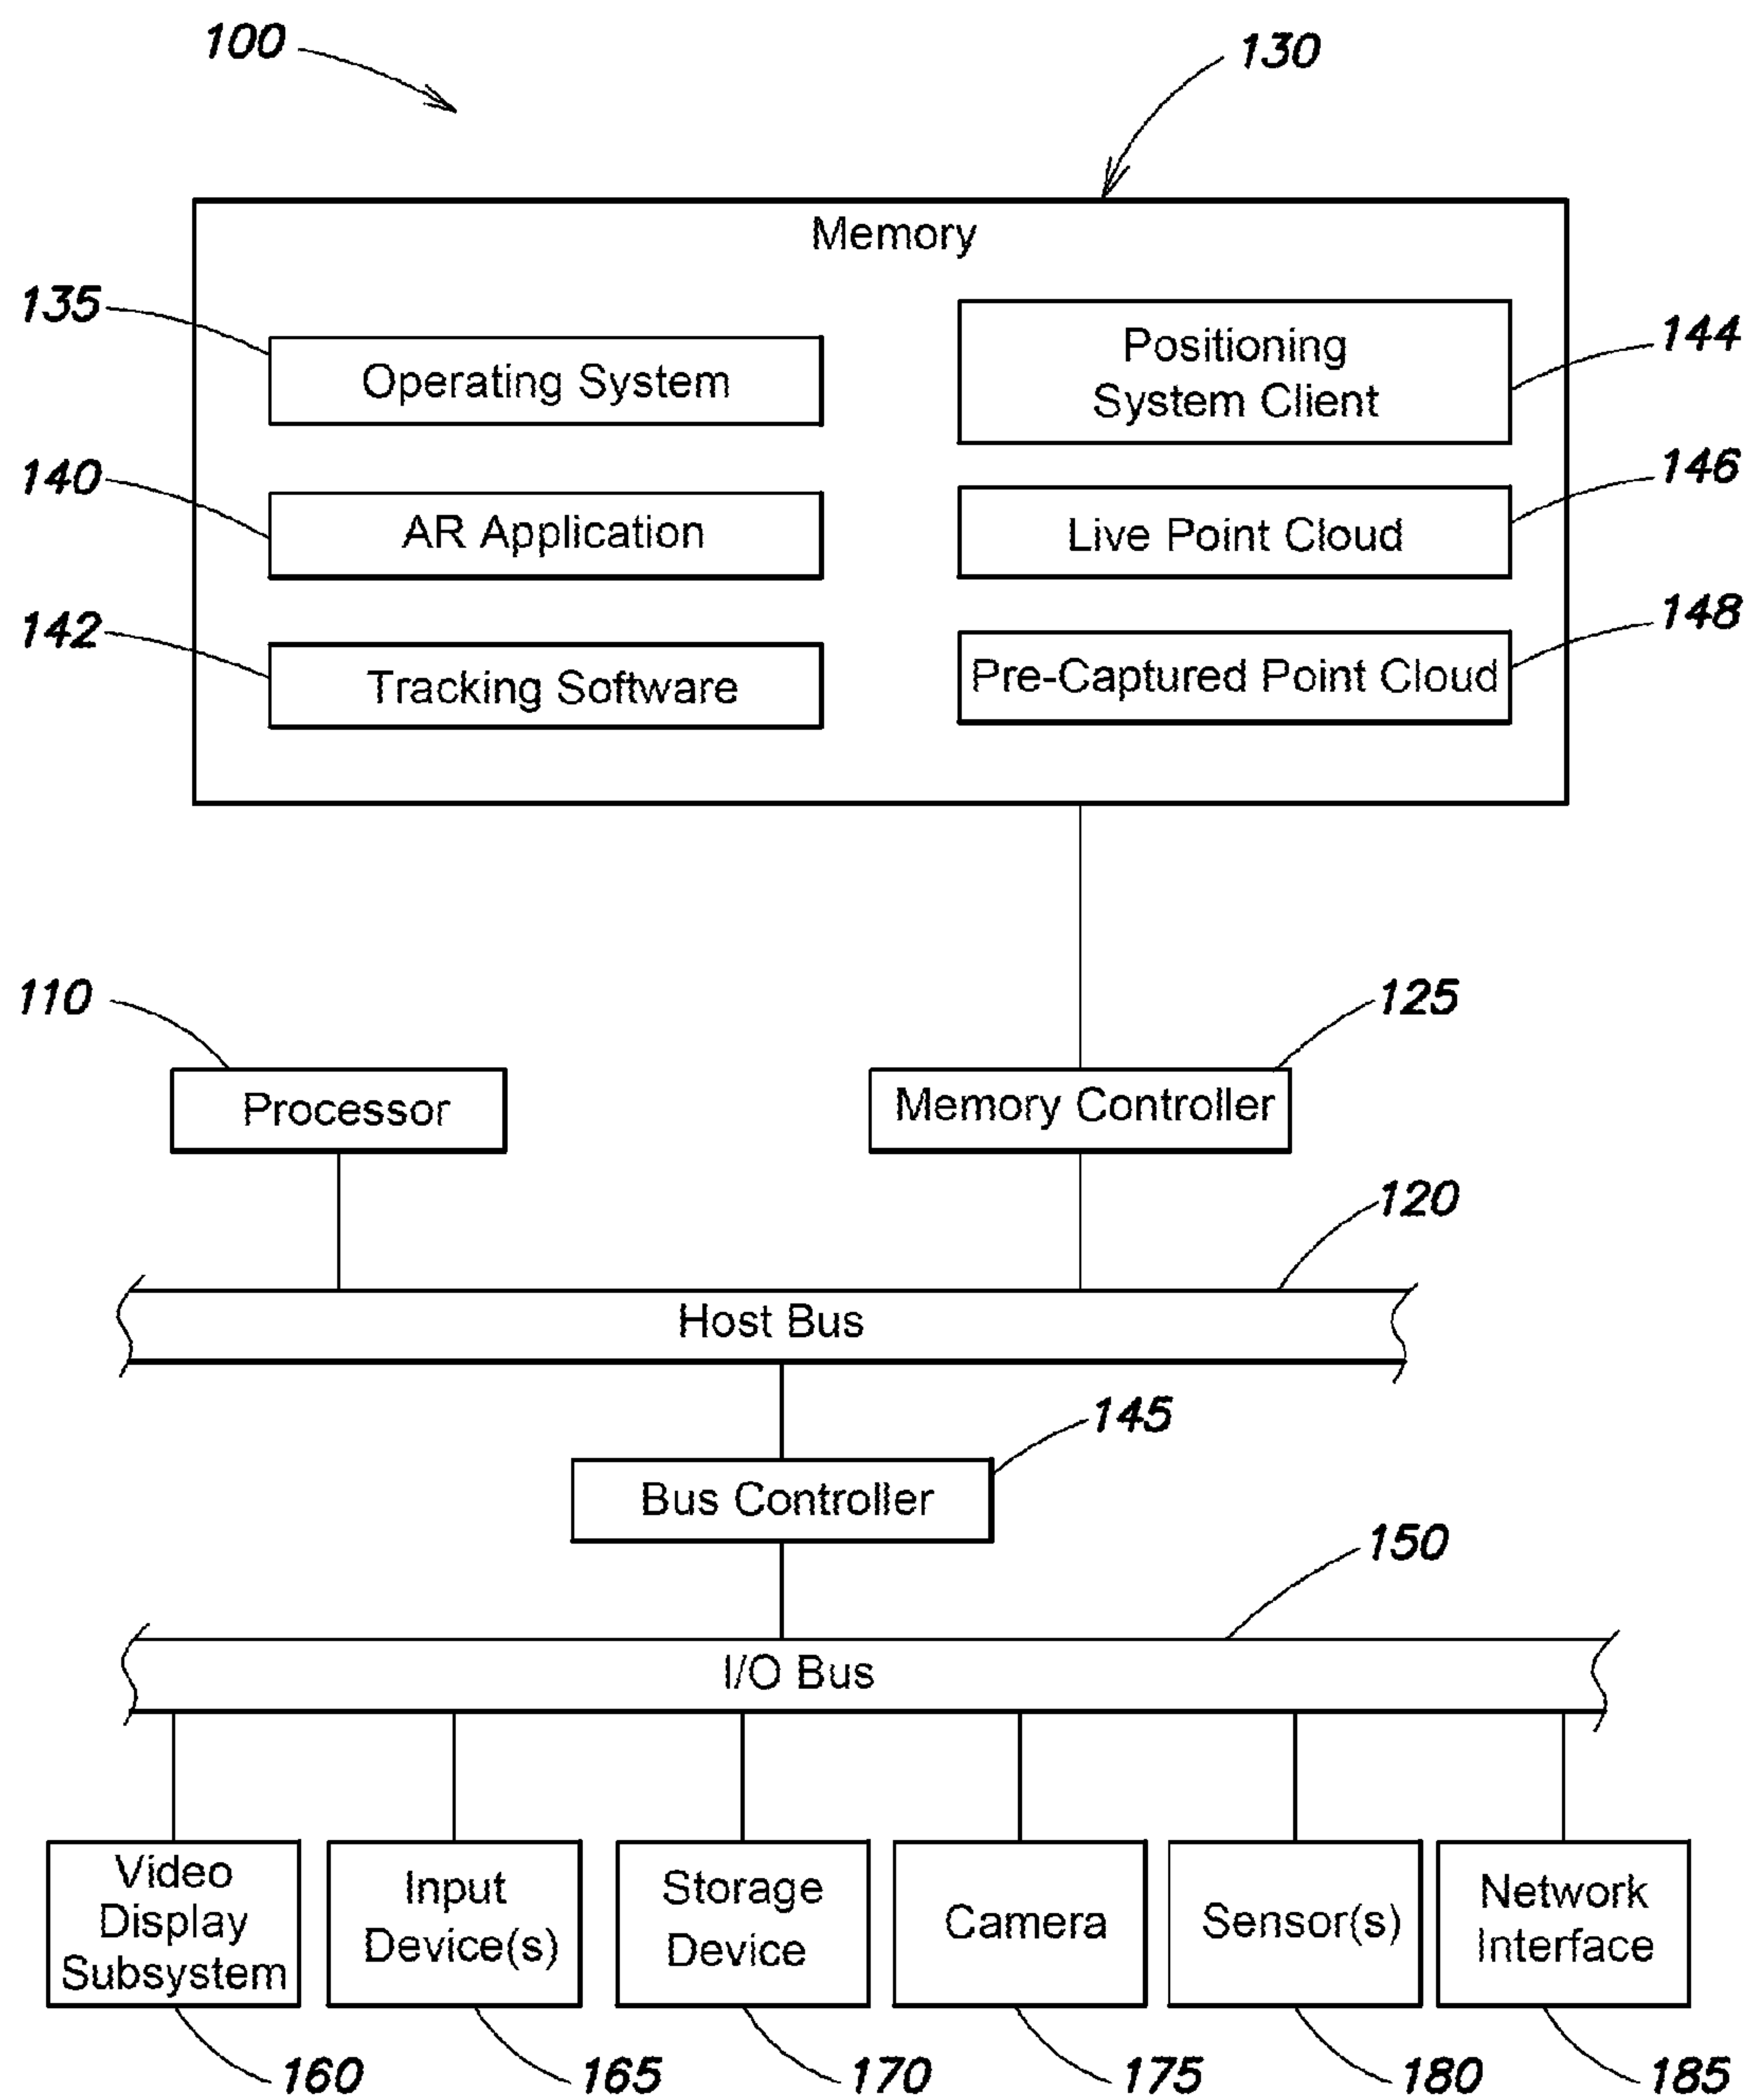 100
130
Memory
135
Operating System
Positioning
System Client
144
140
AR Application
Live Point Cloud
146
142
Tracking Software
Pre-Captured Point Cloud
148
110
Processor
125
Memory Controller
120
Host Bus
145
Bus Controller
150
I/O Bus
Video
Display
Subsystem
Input
Device(s)
Storage
Device
Camera
Sensor(s)
Network
Interface
160
165
170
175
180
185